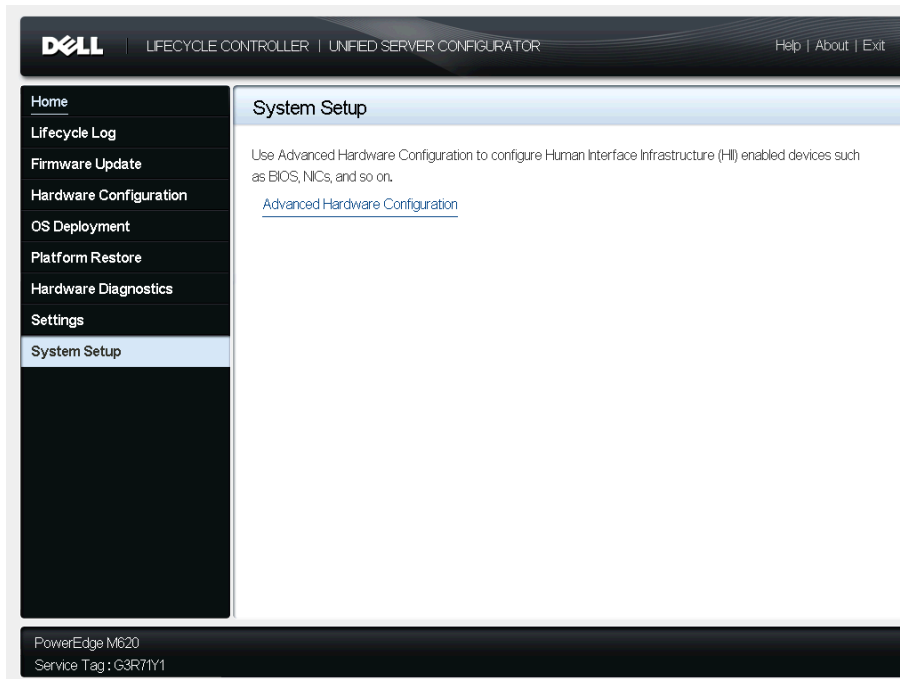 DELL LIFECYCLE CONTROLLER | UNIFIED SERVER CONFIGURATOR Help | About | Exit
Home
Lifecycle Log
Firmware Update
Hardware Configuration
OS Deployment
Platform Restore
Hardware Diagnostics
Settings
System Setup
System Setup
Use Advanced Hardware Configuration to configure Human Interface Infrastructure (HII) enabled devices such
as BIOS, NICs, and so on.
Advanced Hardware Configuration
PowerEdge M620
Service Tag : G3R71Y1